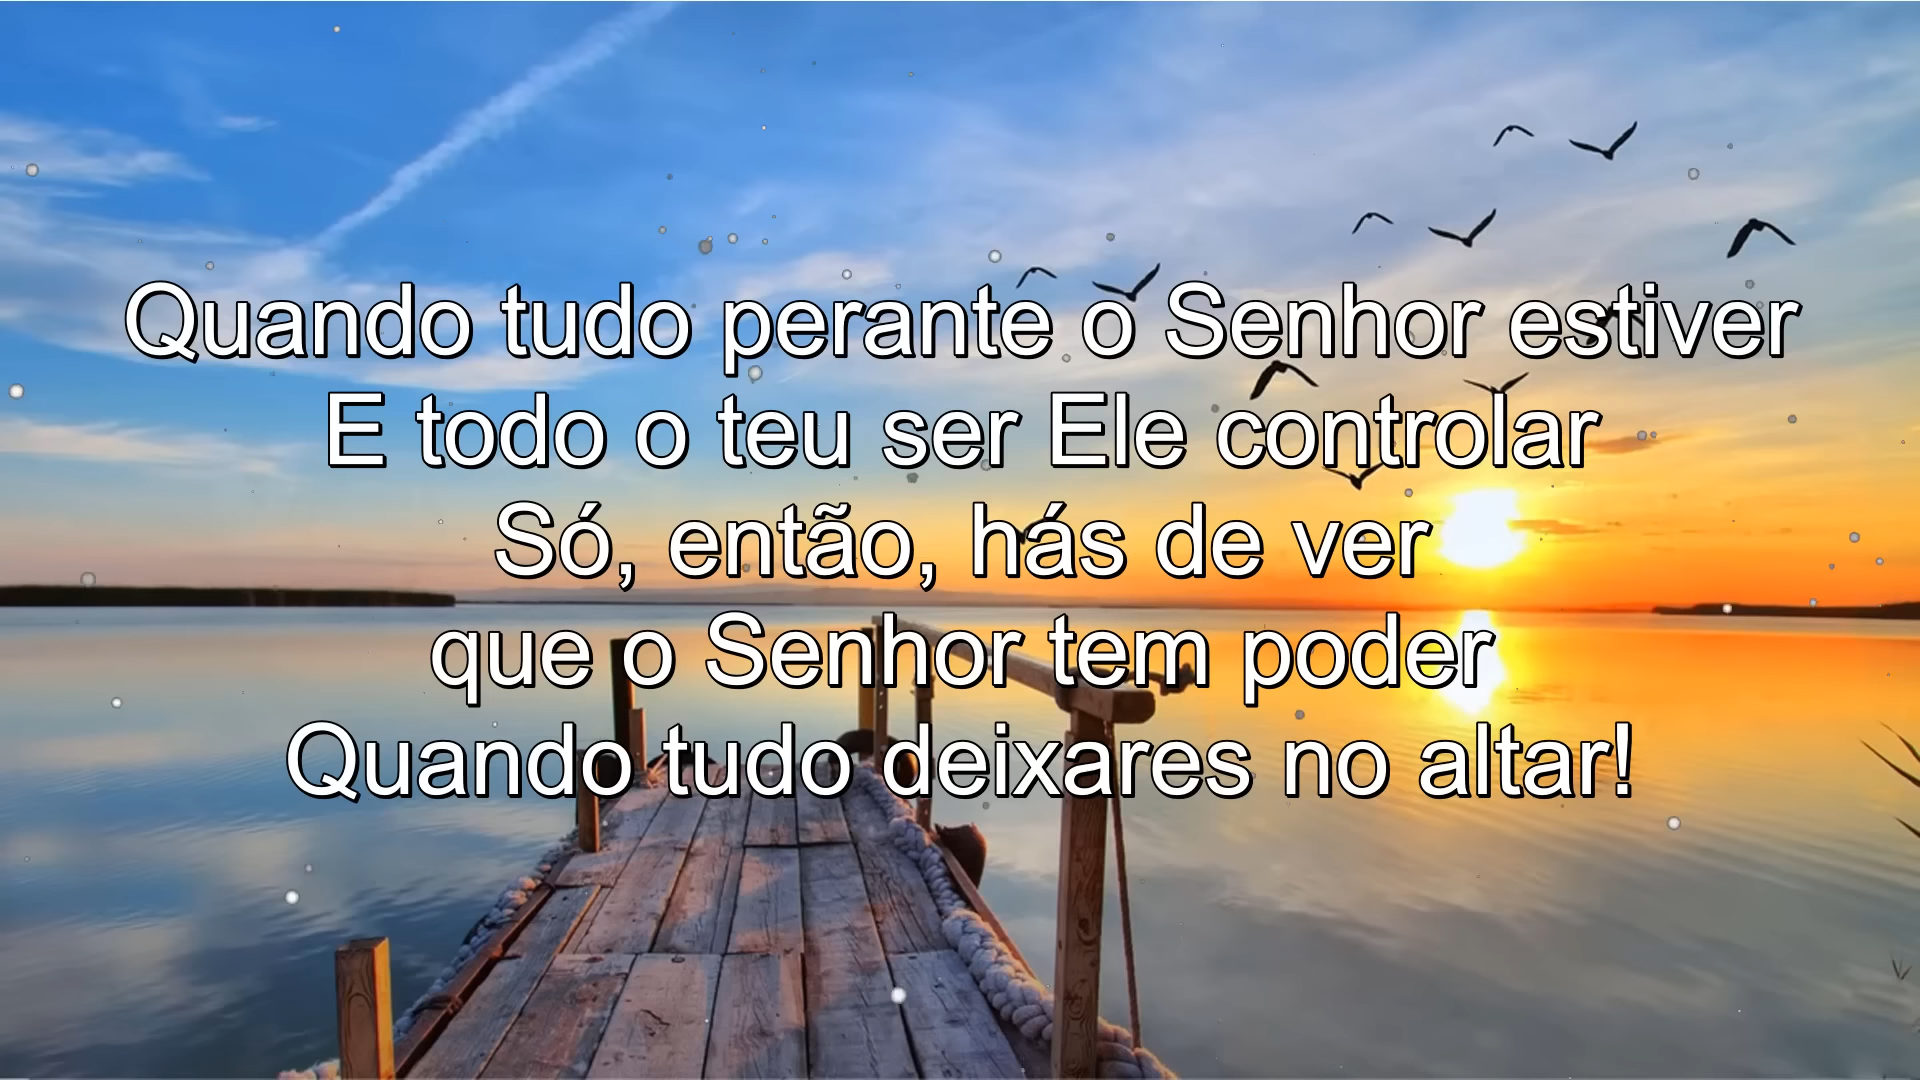 Quando tudo perante o Senhor estiver
E todo o teu ser Ele controlar
Só, então, hás de ver
que o Senhor tem poder
Quando tudo deixares no altar!